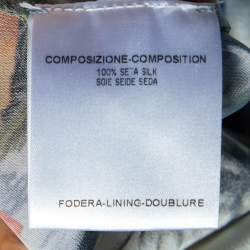 COMPOSIZIONE-COMPOSITION
100% SETA SILK
SOIE SEIDE SEDA
FODERA-LINING-DOUBLURE